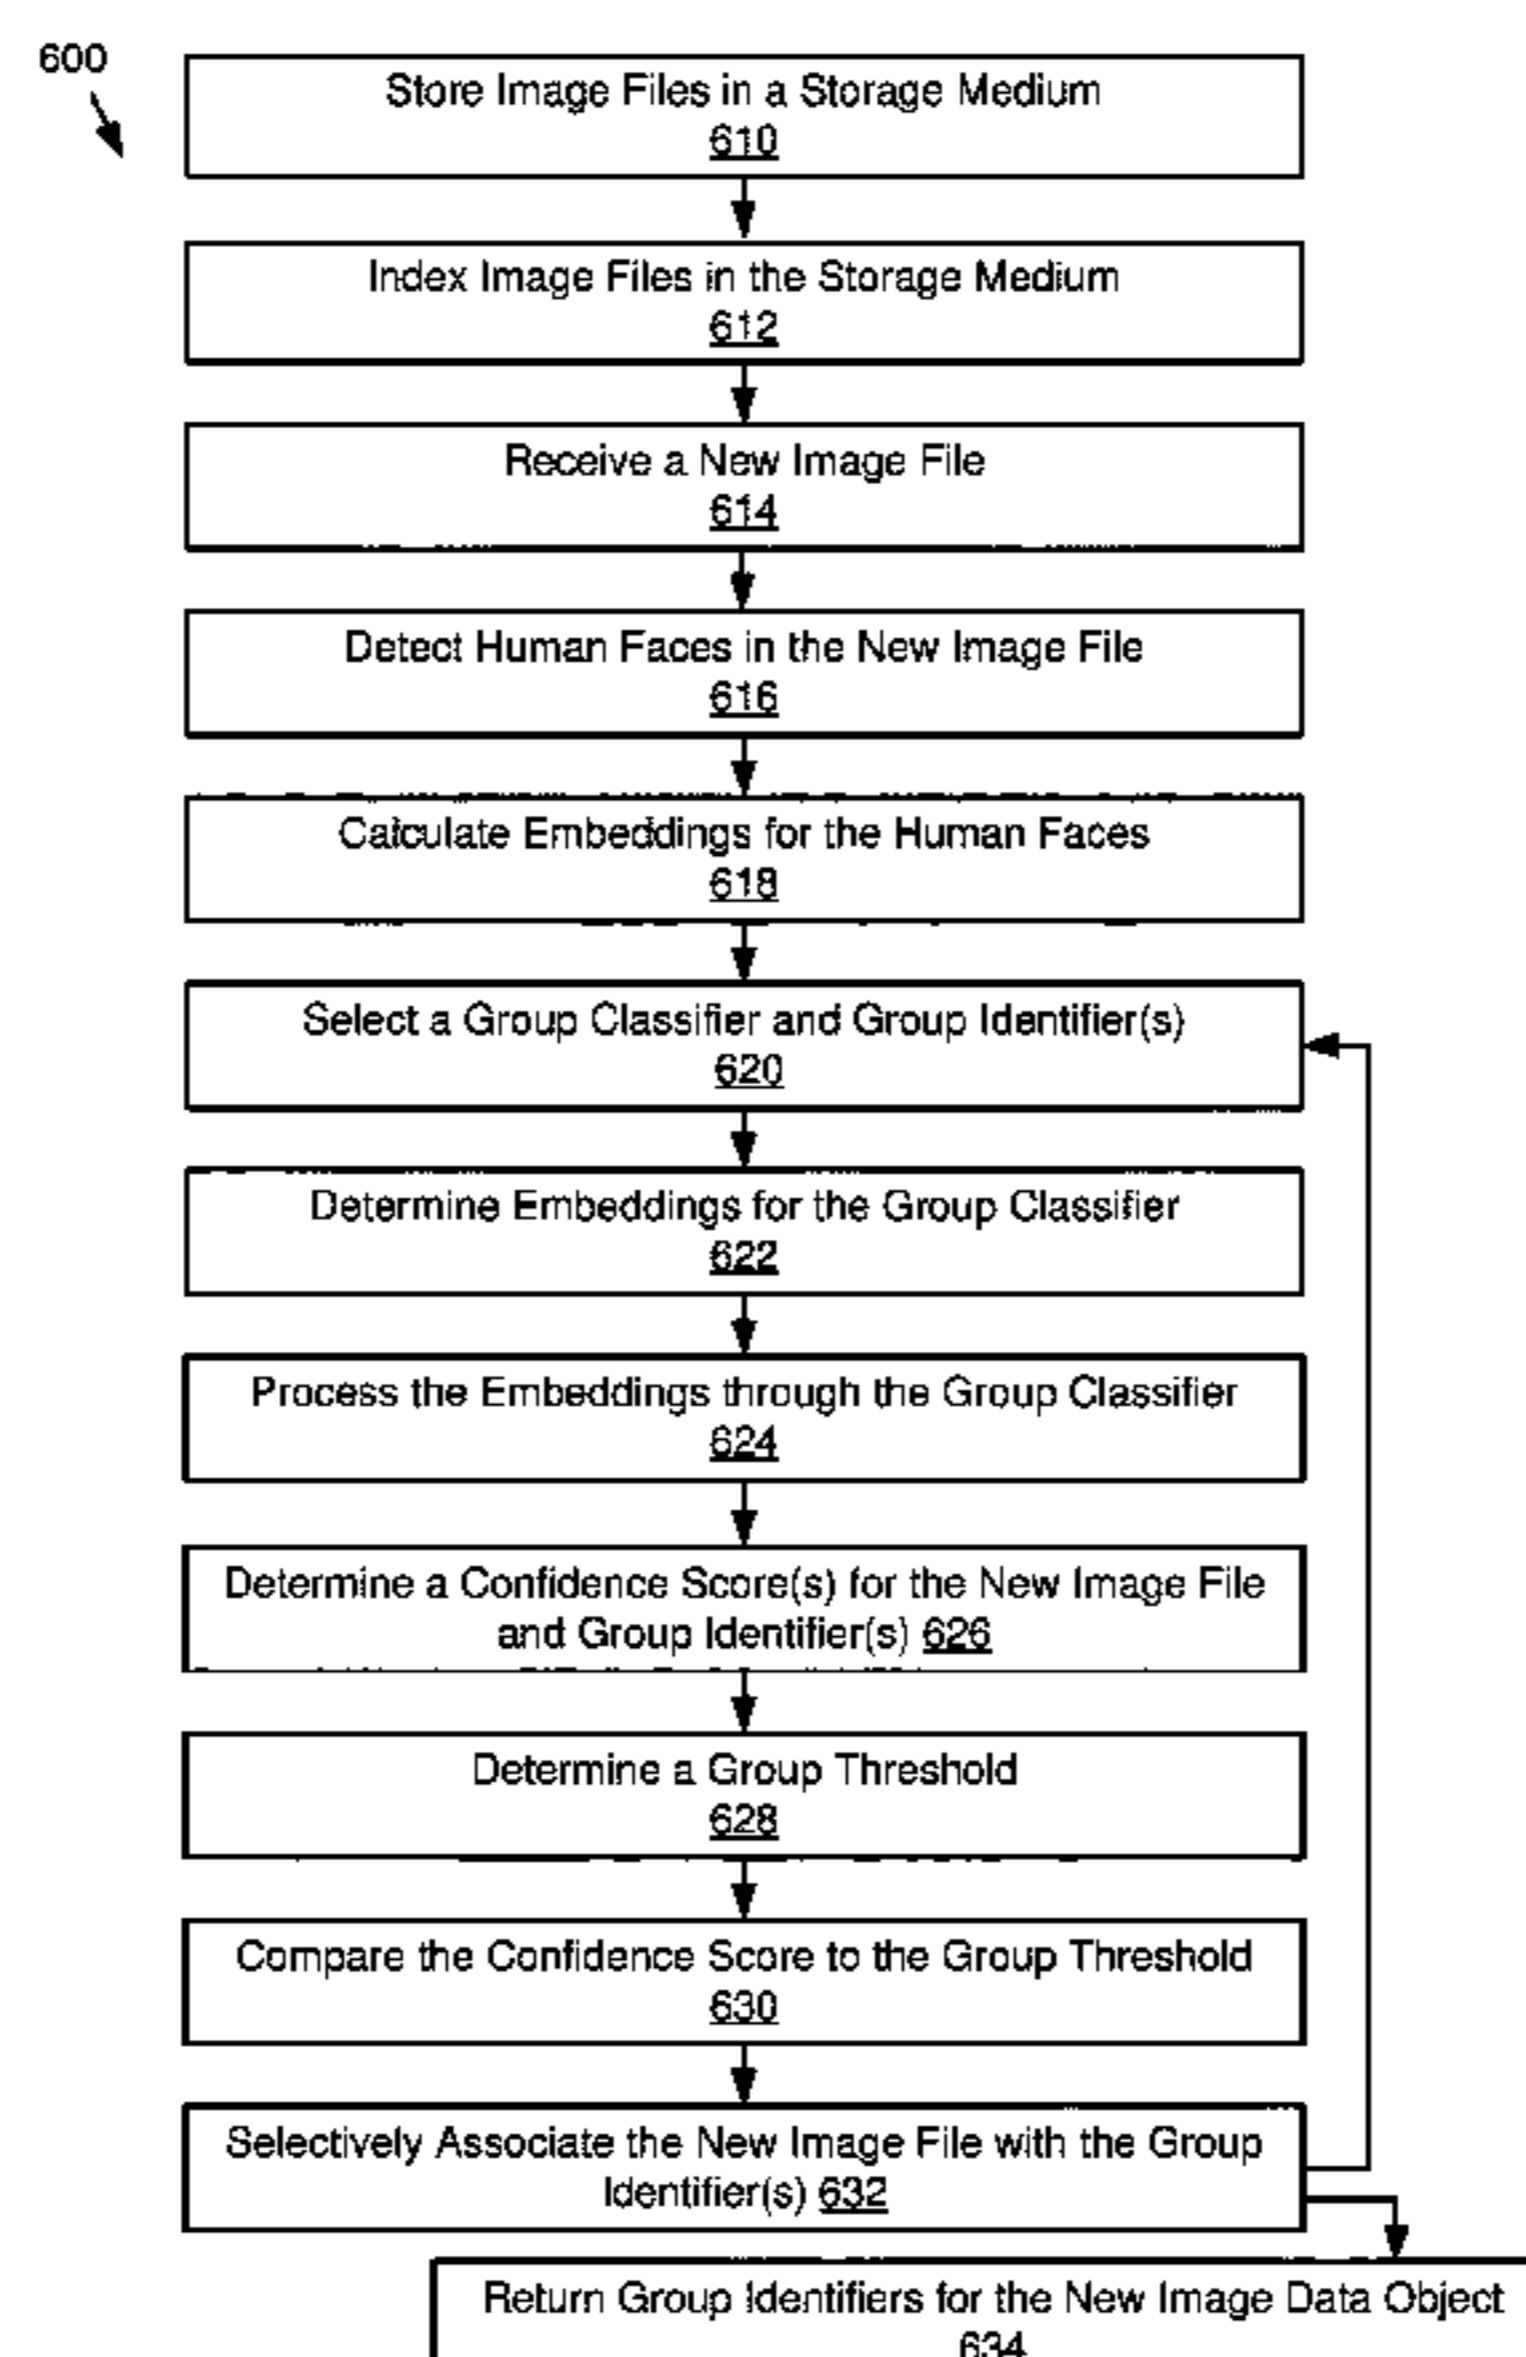 600
Store Image Files in a Storage Medium
610
Index Image Files in the Storage Medium
612
Receive a New Image File
614
Detect Human Faces in the New Image File
616
Calculate Embeddings for the Human Faces
618
Select a Group Classifier and Group Identifier(s)
620
Determine Embeddings for the Group Classifier
622
Process the Embeddings through the Group Classifier
624
Determine a Confidence Score(s) for the New Image File
and Group Identifier(s) 626
Determine a Group Threshold
628
Compare the Confidence Score to the Group Threshold
630
Selectively Associate the New Image File with the Group
Identifier(s) 632
Return Group Identifiers for the New Image Data Object
634